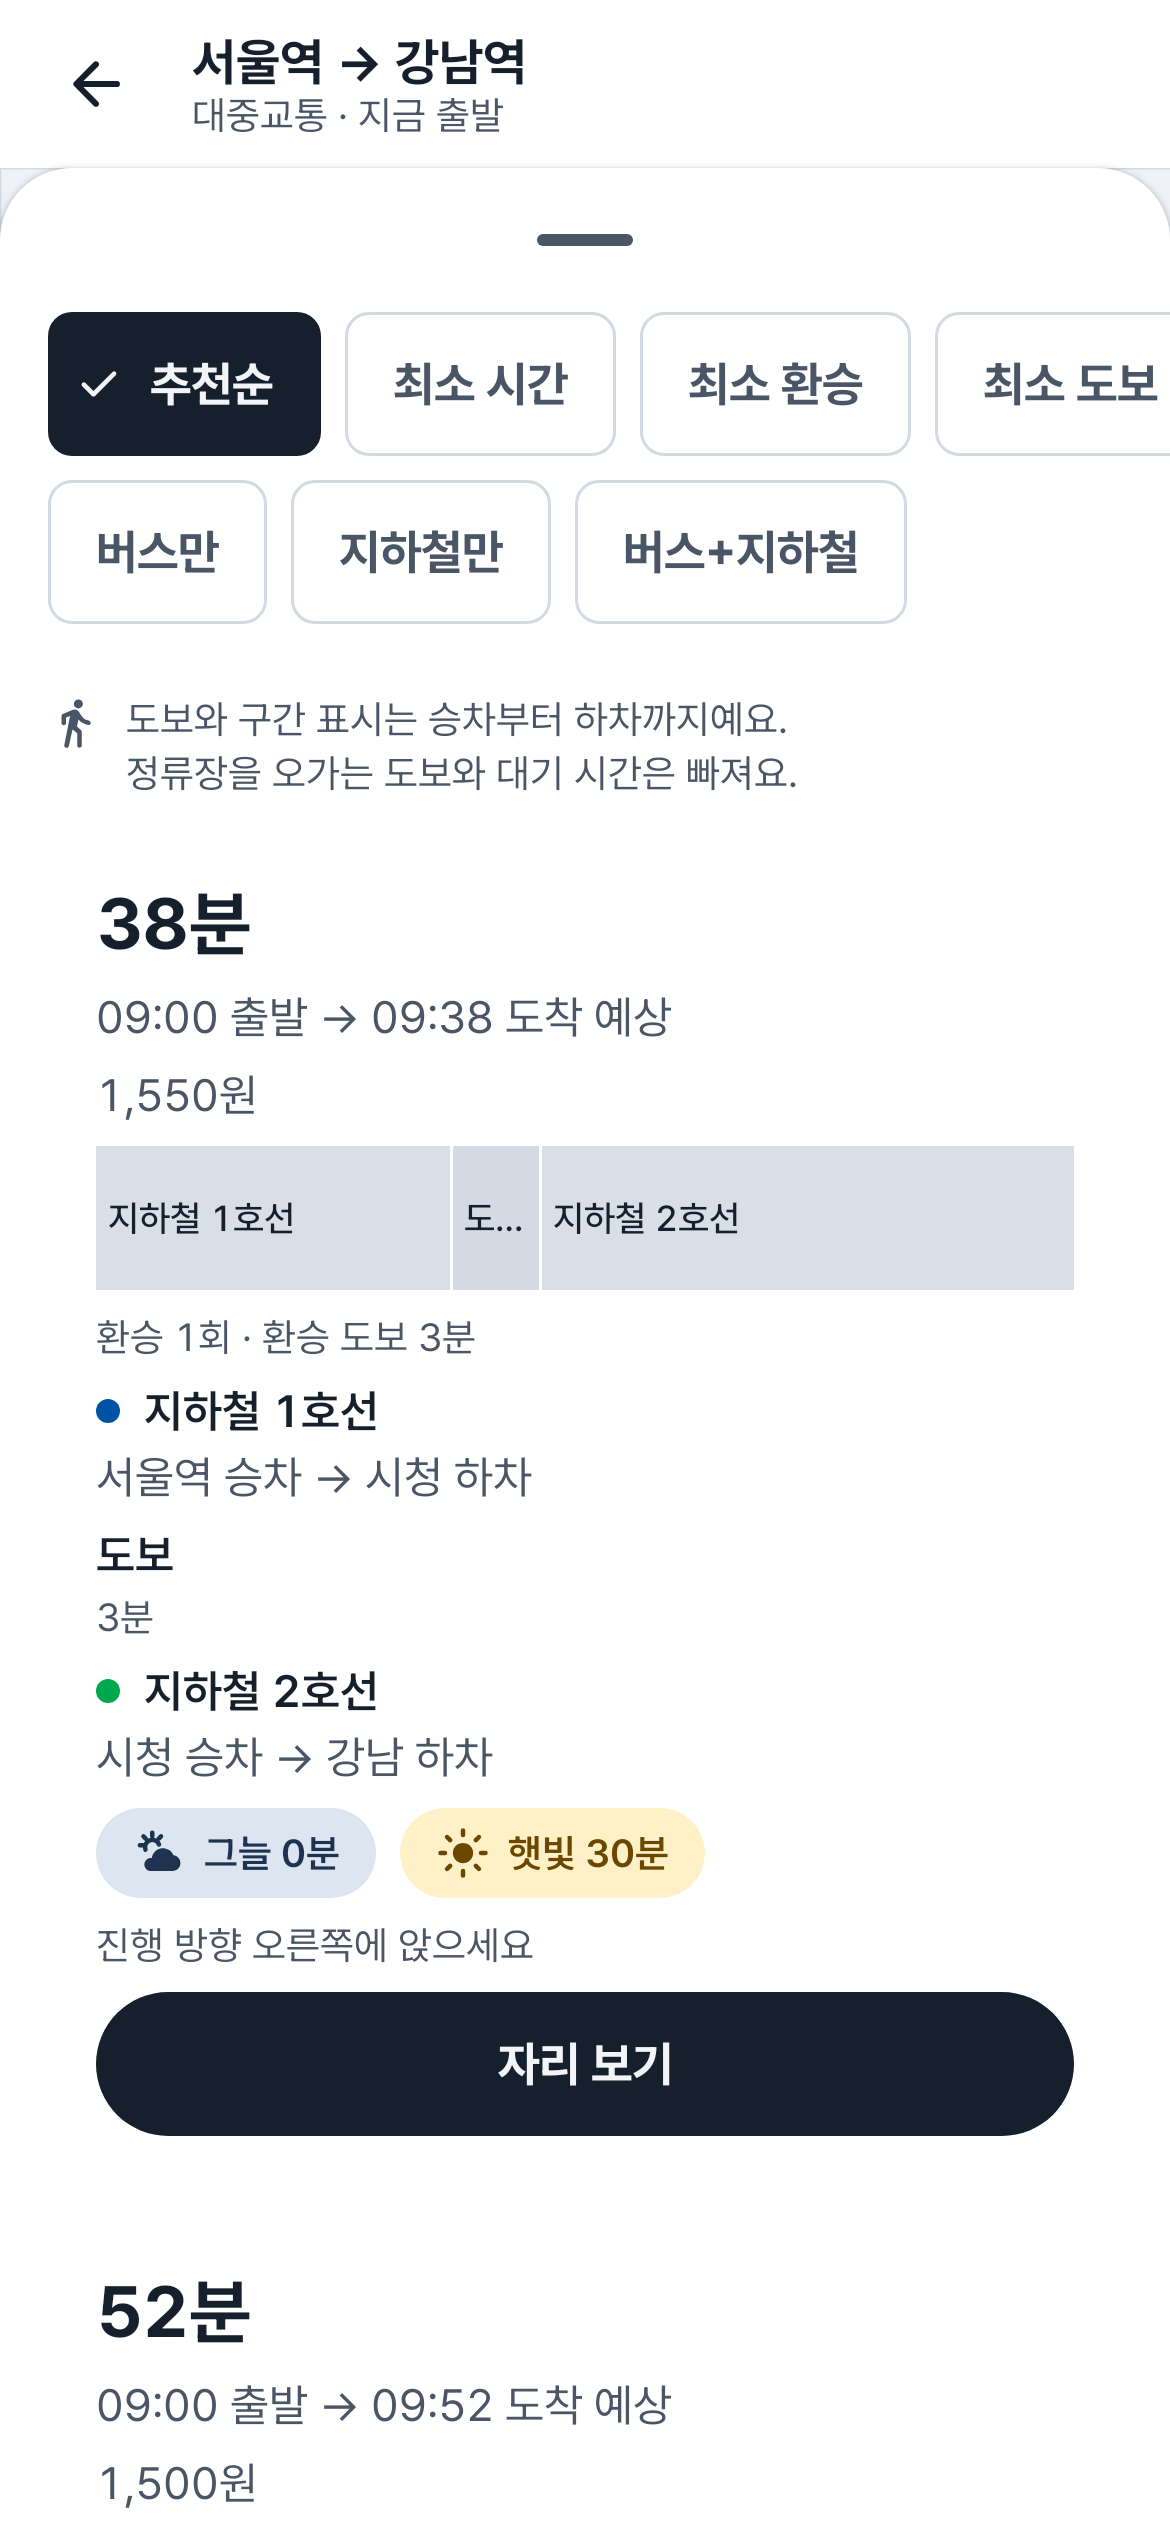 서울역 → 강남역
대중교통 · 지금 출발
추천순
최소 시간
최소 환승
최소 도보
버스만
지하철만
버스+지하철
도보와 구간 표시는 승차부터 하차까지예요.
정류장을 오가는 도보와 대기 시간은 빠져요.
38분
09:00 출발 → 09:38 도착 예상
1,550원
지하철 1호선
도...
지하철 2호선
환승 1회 · 환승 도보 3분
지하철 1호선
서울역 승차 → 시청 하차
도보
3분
지하철 2호선
시청 승차 → 강남 하차
그늘 0분
햇빛 30분
진행 방향 오른쪽에 앉으세요
자리 보기
52분
09:00 출발 → 09:52 도착 예상
1,500원